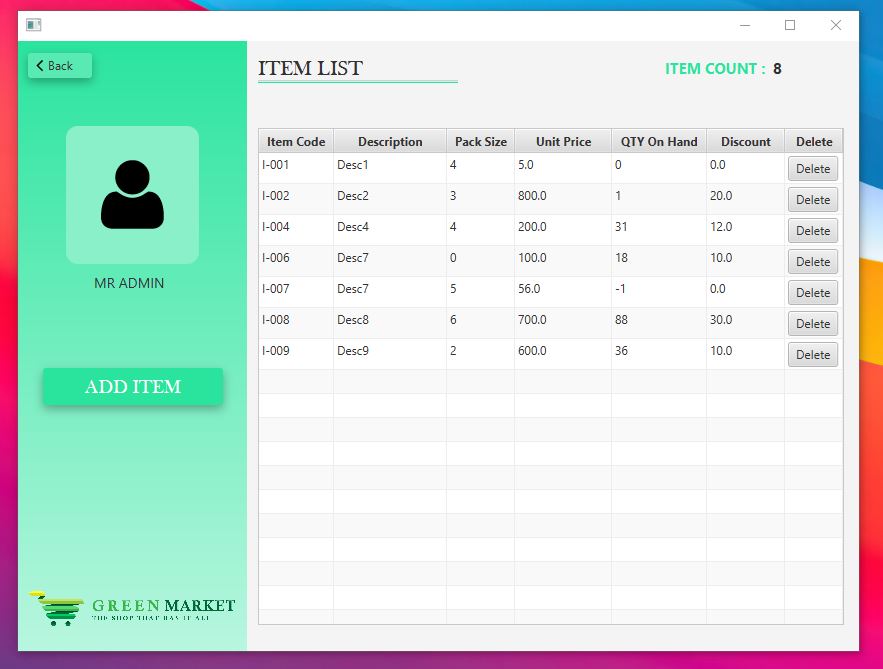 Back
ITEM LIST
ITEM COUNT : 8
MR ADMIN
ADD ITEM
Item Code Description Pack Size Unit Price QTY On Hand Discount Delete
I-001 Desc1 4 5.0 0 0.0 Delete
I-002 Desc2 3 800.0 1 20.0 Delete
I-004 Desc4 4 200.0 31 12.0 Delete
I-006 Desc7 0 100.0 18 10.0 Delete
I-007 Desc7 5 56.0 -1 0.0 Delete
I-008 Desc8 6 700.0 88 30.0 Delete
I-009 Desc9 2 600.0 36 10.0 Delete
GREEN MARKET
THE SHOP THAT HAS IT ALL